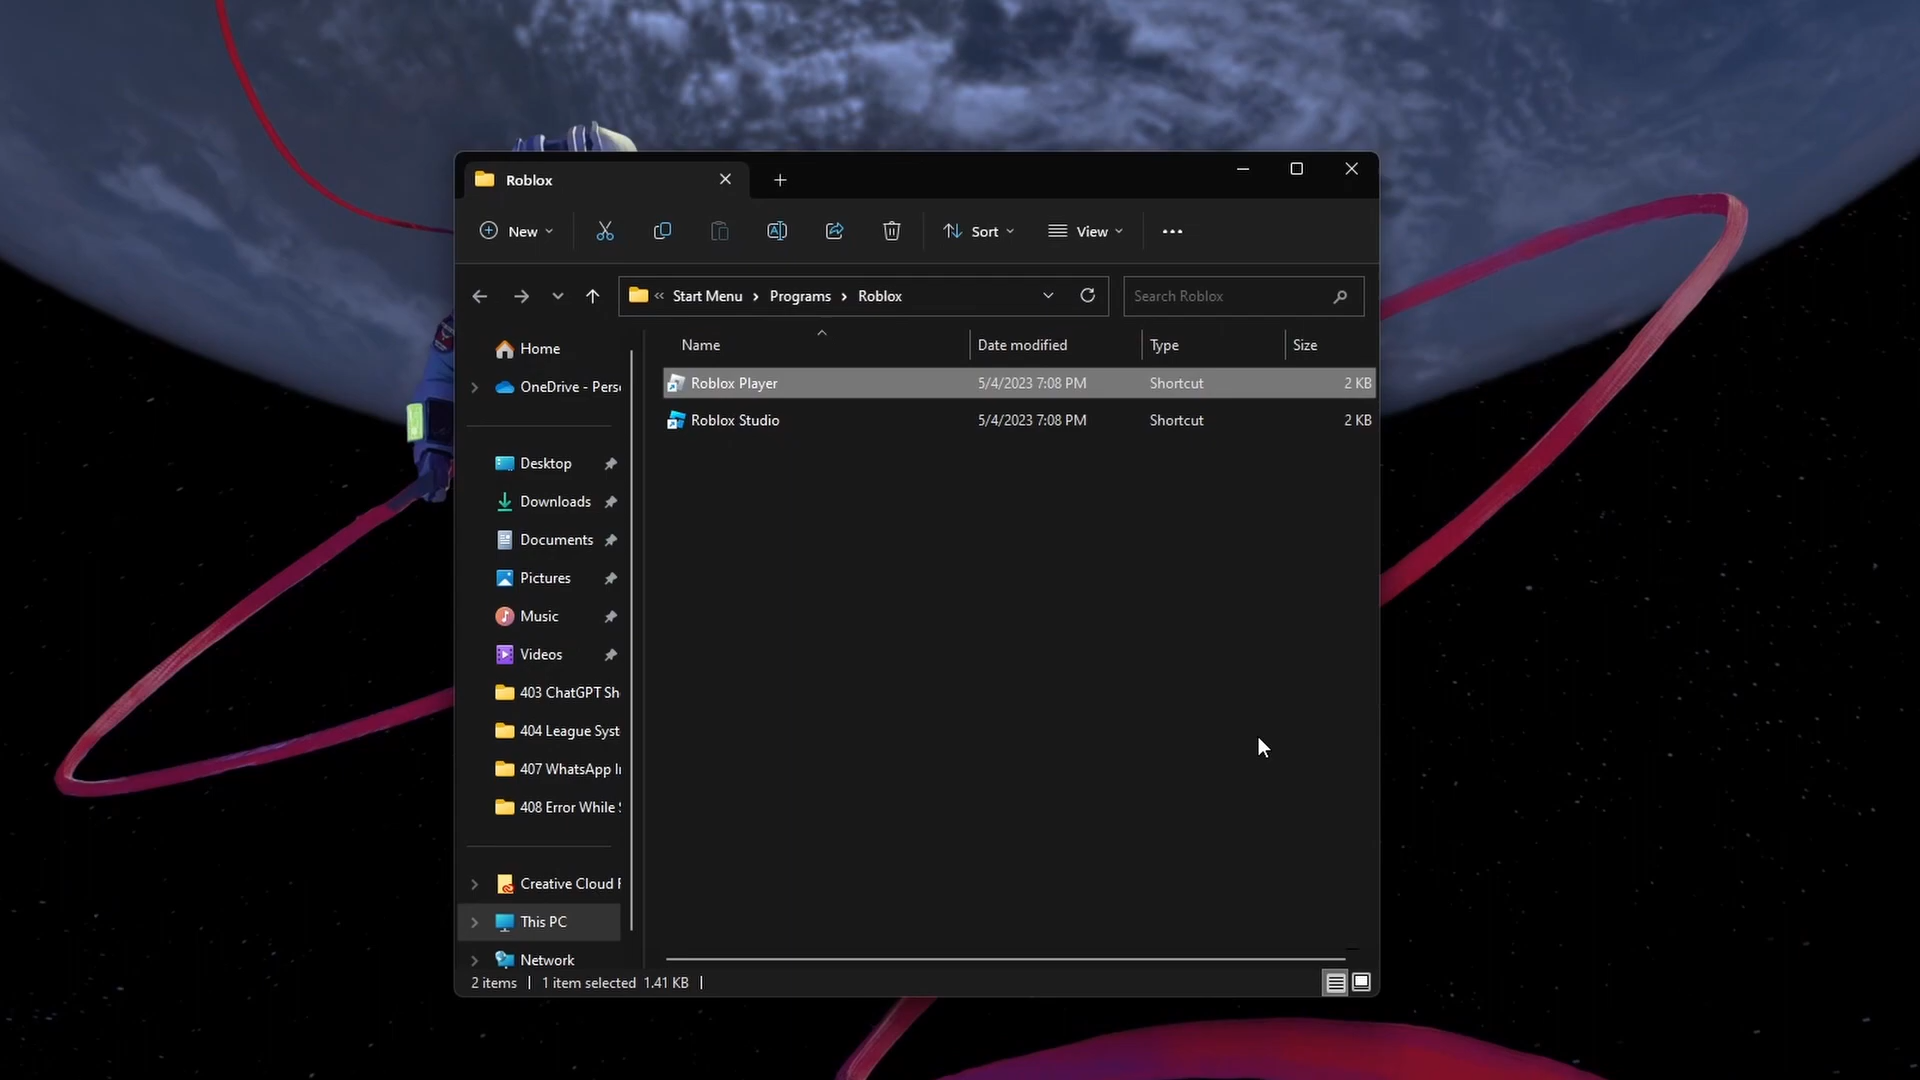 Roblox
New
Sort
View
« Start Menu > Programs > Roblox
Search Roblox
Home
OneDrive - Pers
Desktop
Downloads
Documents
Pictures
Music
Videos
403 ChatGPT Sh
404 League Syst
407 WhatsApp I
408 Error While
Creative Cloud F
This PC
Network
Name Date modified Type Size
Roblox Player 5/4/2023 7:08 PM Shortcut 2 KB
Roblox Studio 5/4/2023 7:08 PM Shortcut 2 KB
2 items | 1 item selected 1.41 KB |